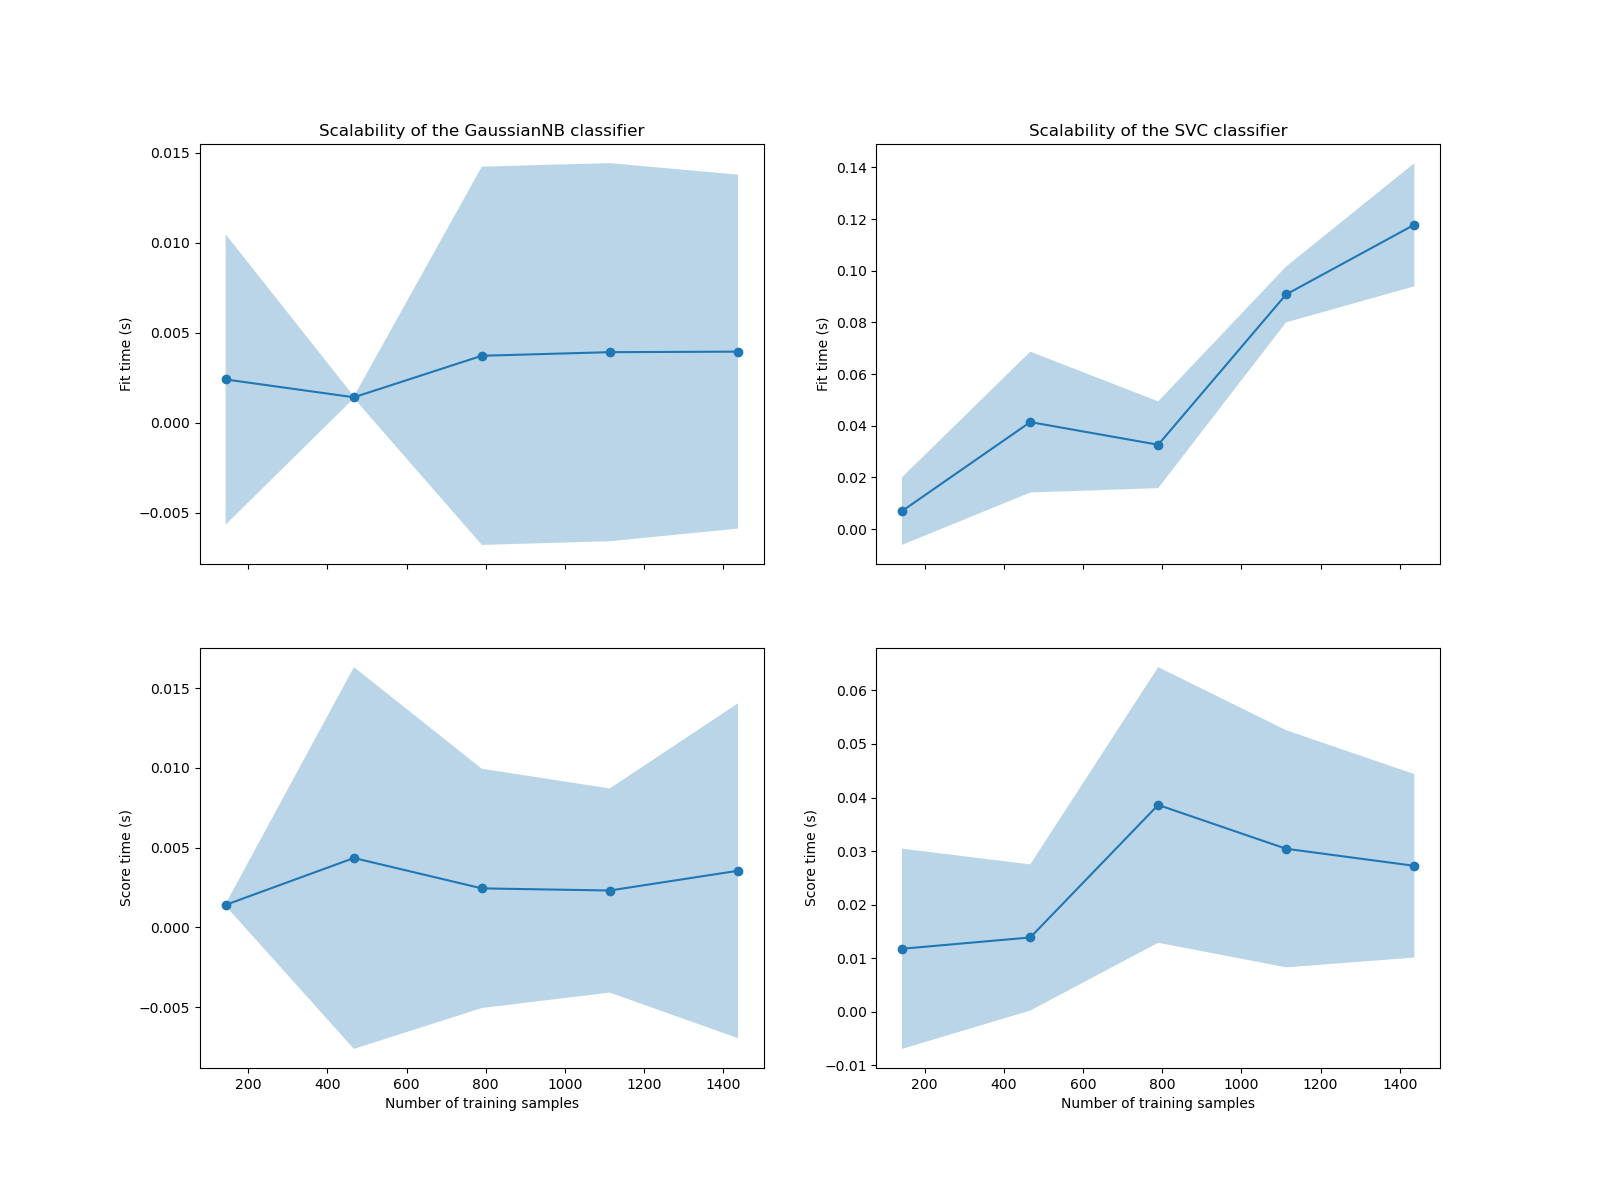 Scalability of the GaussianNB classifier
0.015
0.010
0.005
0.000
−0.005
Fit time (s)
Scalability of the SVC classifier
0.14
0.12
0.10
0.08
0.06
0.04
0.02
0.00
Fit time (s)
0.015
0.010
0.005
0.000
−0.005
Score time (s)
200 400 600 800 1000 1200 1400
Number of training samples
0.06
0.05
0.04
0.03
0.02
0.01
0.00
−0.01
Score time (s)
200 400 600 800 1000 1200 1400
Number of training samples